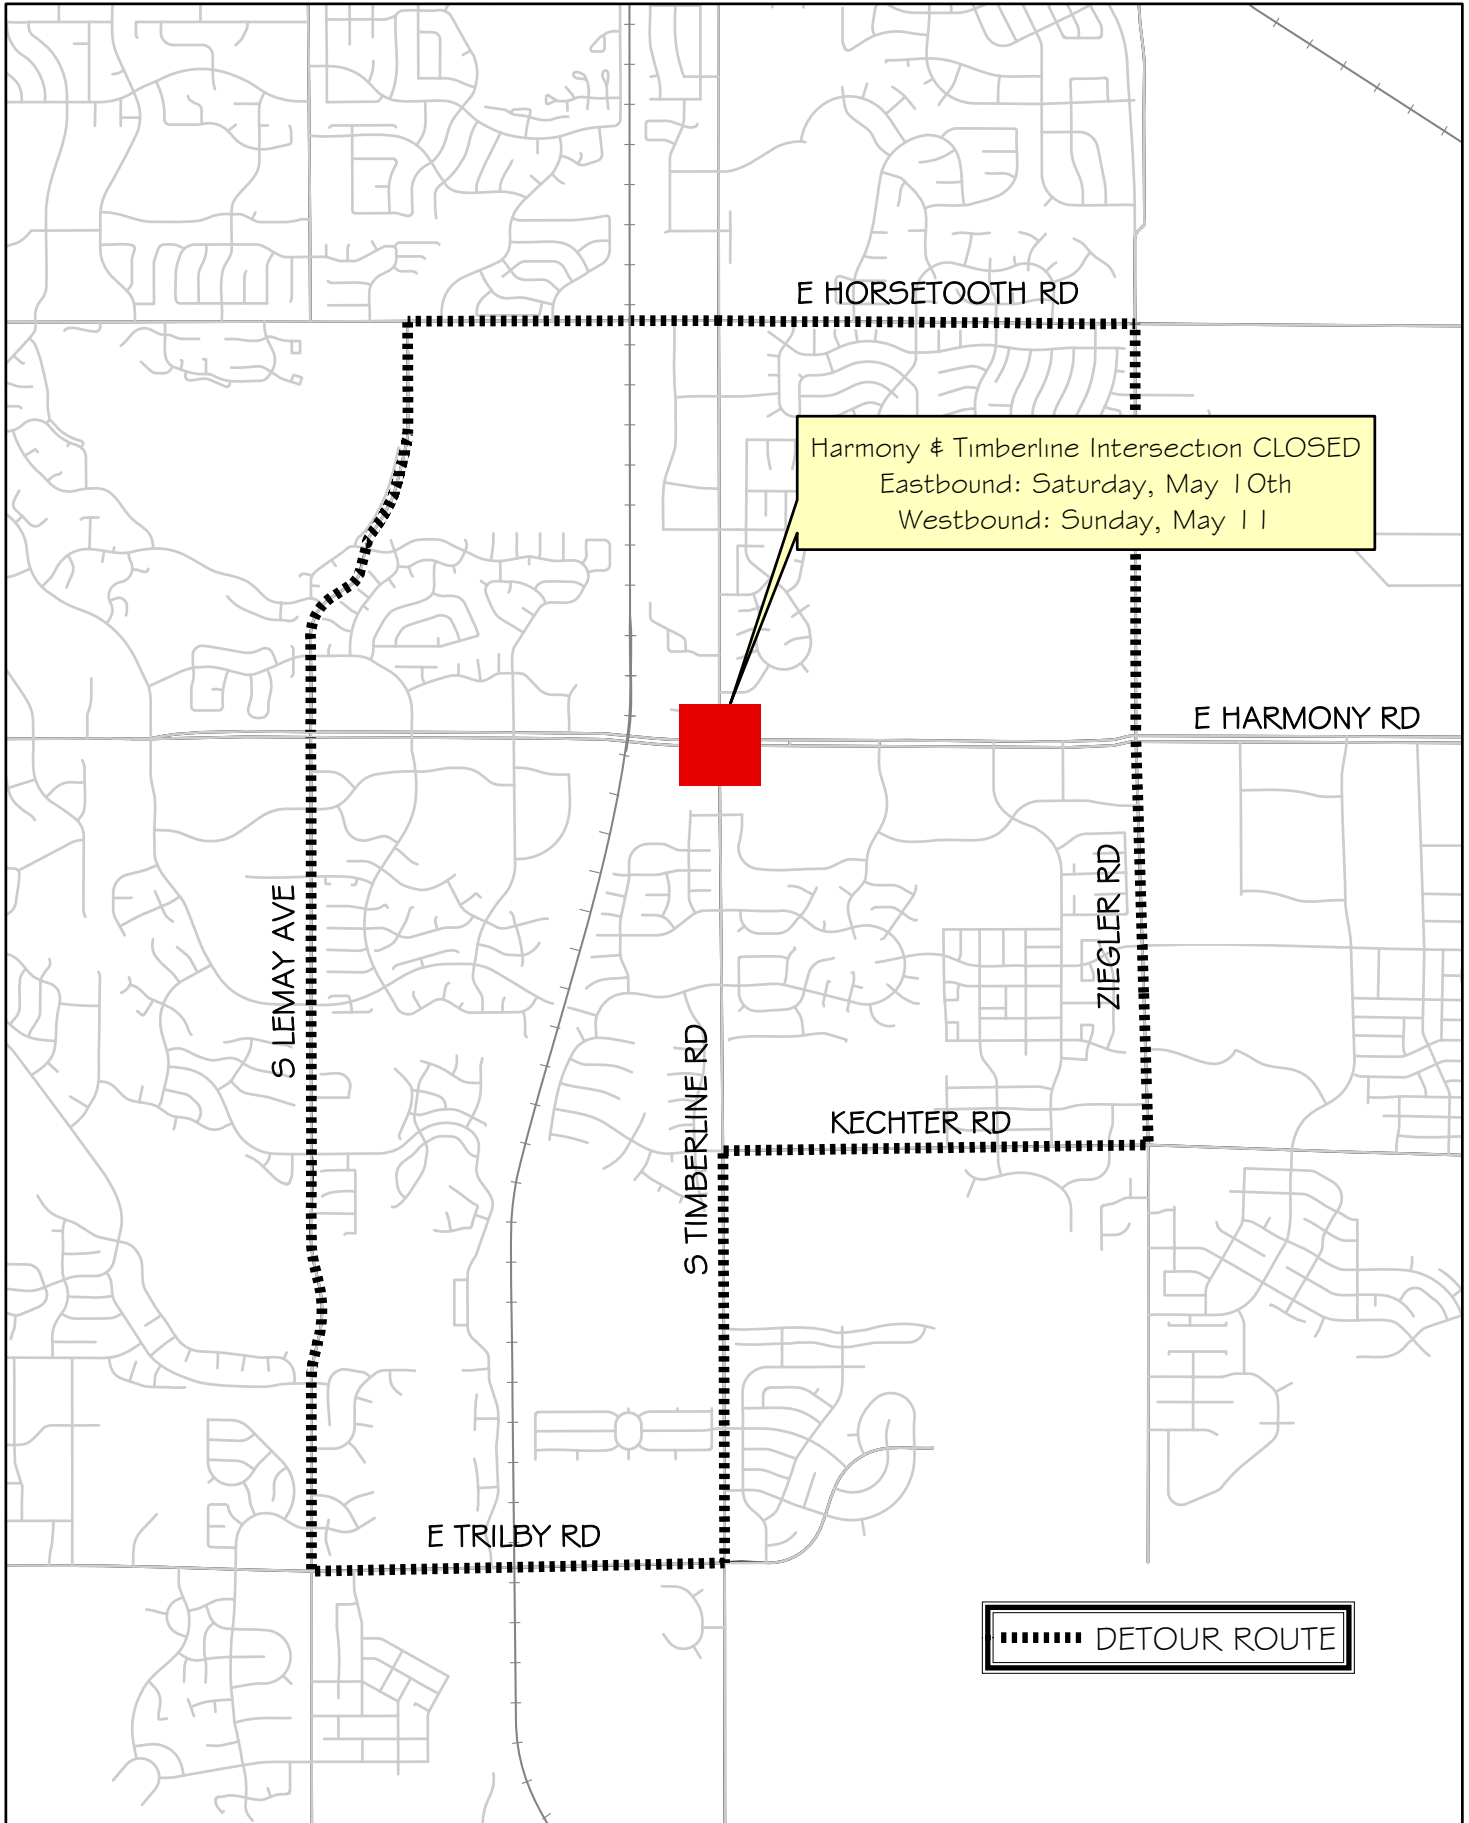 E HORSETOOTH RD
Harmony & Timberline Intersection CLOSED
Eastbound: Saturday, May 10th
Westbound: Sunday, May 11
E HARMONY RD
ZIEGLER RD
S LEMAY AVE
S TIMBERLINE RD
KECHTER RD
E TRILBY RD
DETOUR ROUTE